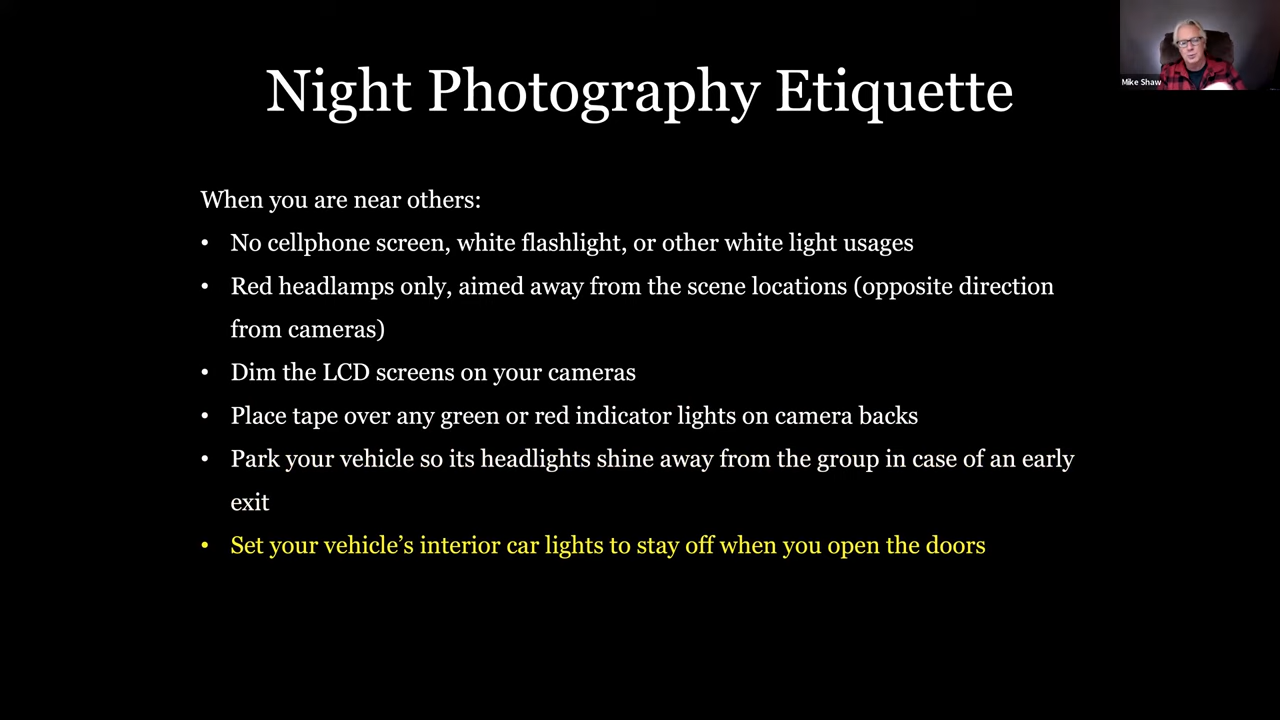 Night Photography Etiquette
Mike Shaw
When you are near others:
• No cellphone screen, white flashlight, or other white light usages
• Red headlamps only, aimed away from the scene locations (opposite direction
from cameras)
• Dim the LCD screens on your cameras
• Place tape over any green or red indicator lights on camera backs
• Park your vehicle so its headlights shine away from the group in case of an early
exit
• Set your vehicle’s interior car lights to stay off when you open the doors